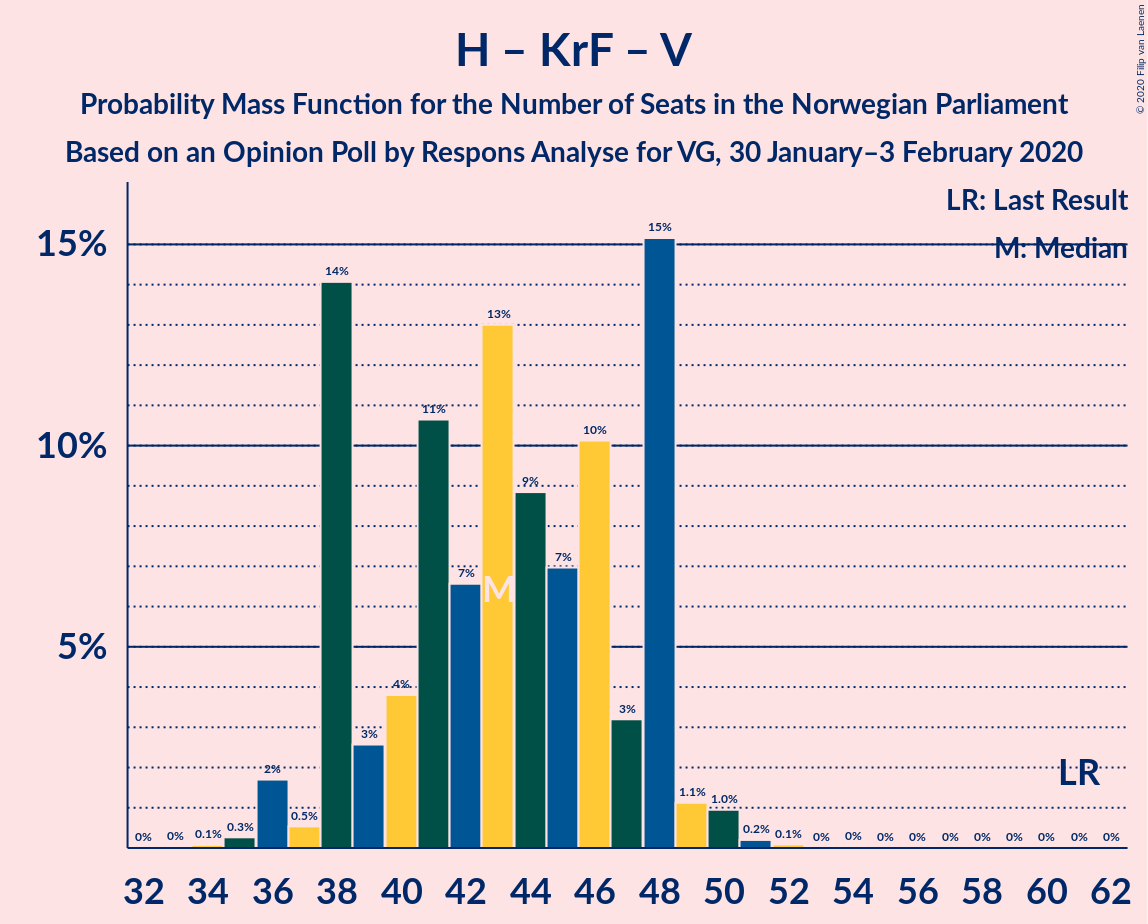 H – KrF – V
Probability Mass Function for the Number of Seats in the Norwegian Parliament
Based on an Opinion Poll by Respons Analyse for VG, 30 January–3 February 2020
© 2020 Filip van Laenen
LR: Last Result
M: Median
15%
10%
5%
0% 0% 0.1% 0.3% 2% 0.5% 14% 3% 4% 11% 7% 13% 9% 7% 10% 3% 15% 1.1% 1.0% 0.2% 0.1% 0% 0% 0% 0% 0% 0% 0% 0% 0% 0%
M
LR
32 34 36 38 40 42 44 46 48 50 52 54 56 58 60 62